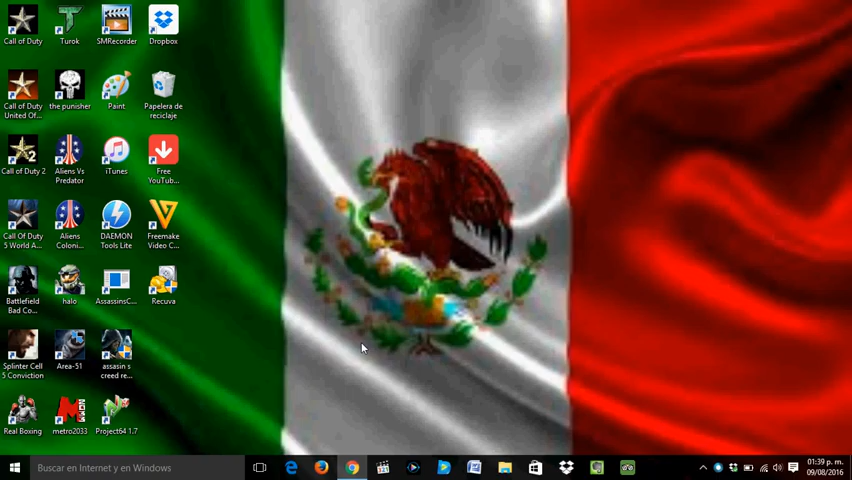 Call of Duty
Turok
SMRecorder
Dropbox
Call of Duty
United Of...
the punisher
Paint
Papelera de
reciclaje
Call of Duty 2
Aliens Vs
Predator
iTunes
Free
YouTub...
Call Of Duty
5 World A...
Aliens
Coloni...
DAEMON
Tools Lite
Freemake
Video C...
Battlefield
Bad Co...
halo
AssassinsC...
Recuva
Splinter Cell
5 Conviction
Area-51
assasin s
creed re...
Real Boxing
metro2033
Project64 1.7
Buscar en Internet y en Windows
01:39 p. m.
09/08/2016